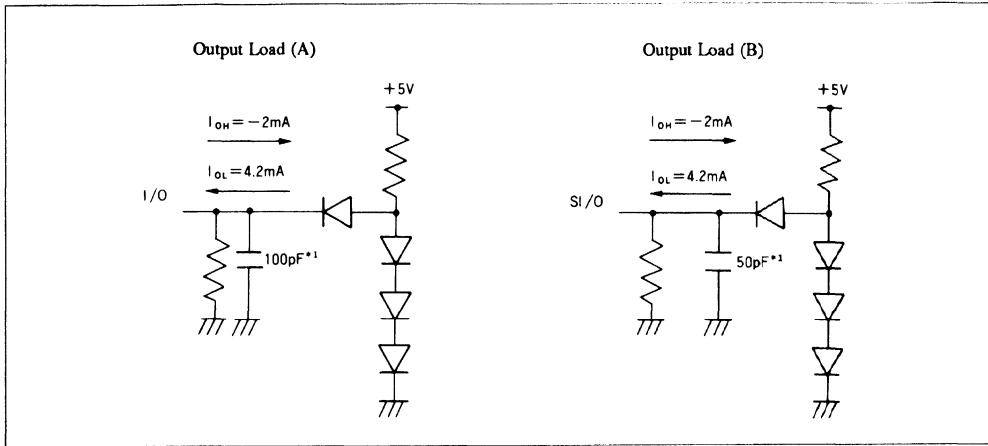 Output Load (A)
+5V
I_OH = −2mA
I_OL = 4.2mA
I/O
100pF*1
Output Load (B)
+5V
I_OH = −2mA
I_OL = 4.2mA
SI/O
50pF*1